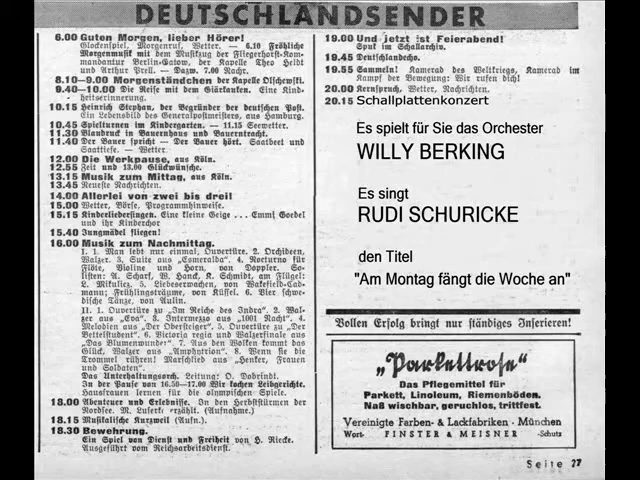 DEUTSCHLANDSENDER
6.00 Guten Morgen, lieber Hörer!
Glockenspiel, Morgenruf, Wetter. — 6.10 Fröhliche
Morgenmusik mit dem Musikzug der Fliegerhorst-Kom-
mandantur Berlin-Gatow, der Kapelle Theo Heldt
und Arthur Prell. — Dazw. 7.00 Nachr.
8.10—9.00 Morgenständchen der Kapelle Olschewski.
9.40—10.00 Die Reise mit dem Giärkanten. Eine Kin-
dheitserinnerung.
10.15 Heinrich Stephan, der Begründer der deutschen Post.
Ein Lebensbild des Generalpostmeisters, aus Hamburg.
10.45 Spielturnen im Kindergarten. — 11.15 Seewetter.
11.30 Blaudruck in Bauernhaus und Bauerntracht.
11.40 Der Bauer spricht — Der Bauer hört. Saatbeet und
Saattiefe. — Wetter.
12.00 Die Werkpause, aus Köln.
12.55 Zeit und 13.00 Glückwünsche.
13.15 Musik zum Mittag, aus Köln.
13.45 Neueste Nachrichten.
14.00 Allerlei von zwei bis drei!
15.00 Wetter, Börse, Programmhinweise.
15.15 Kinderliedersingen. Eine kleine Geige . . . Emmi Goedel
und ihr Kinderchor
15.40 Jungmädel fliegen!
16.00 Musik zum Nachmittag.
I. 1. Man lebt nur einmal, Ouvertüre. 2. Orchideen,
Walzer. 3. Suite aus „Esmeralda“. 4. Notturno für
Flöte, Violine und Horn, von Doppler. So-
listen: A. Scharf, W. Hand, K. Schmidt, am Flügel:
L. Mikulicz. 5. Liebeserwachen, von Wakefield-Cad-
mann; Frühlingsträume, von Küssel. 6. Vier schwe-
dische Tänze, von Aulin.
II. 1. Ouvertüre zu „Im Reiche des Indra“. 2. Wal-
zer aus „Eva“. 3. Intermezzo aus „1001 Nacht“. 4.
Melodien aus „Der Obersteiger“. 5. Ouvertüre zu „Der
Bettelstudent“. 6. Victoria regia und Walzerfinale aus
„Das Blumenwunder“. 7. Aus den Wolken kommt das
Glück, Walzer aus „Amphytrion“. 8. Wenn sie die
Trommel rühren! Marschlied aus „Henker, Frauen
und Soldaten“.
Das Unterhaltungsorch. Leitung: O. Dobrindt.
In der Pause von 16.50—17.00 Wir kochen Leibgerichte.
Hausfrauen lernen für die olympischen Spiele.
18.00 Abenteuer und Erlebnisse. In den Herbststürmen der
Nordsee. M. Luserke erzählt. (Aufnahme.)
18.15 Musikalische Kurzweil (Aufn.).
18.30 Bewehrung.
Ein Spiel von Dienst und Freiheit von H. Riecke.
Ausgeführt vom Reichsarbeitsdienst.
19.00 Und jetzt ist Feierabend!
Spuk im Schallarchiv.
19.45 Deutschlandecho.
19.55 Sammeln! Kamerad des Weltkriegs, Kamerad im
Kampf der Bewegung: Wir rufen dich!
20.00 Kernspruch, Wetter, Nachrichten.
20.15 Schallplattenkonzert
Es spielt für Sie das Orchester
WILLY BERKING
Es singt
RUDI SCHURICKE
den Titel
"Am Montag fängt die Woche an"
Vollen Erfolg bringt nur ständiges Inserieren!
„Parkettrose“
Das Pflegemittel für
Parkett, Linoleum, Riemenböden.
Naß wischbar, geruchlos, trittfest.
Vereinigte Farben- & Lackfabriken · München
Wort- FINSTER & MEISNER -Schutz
Seite 27